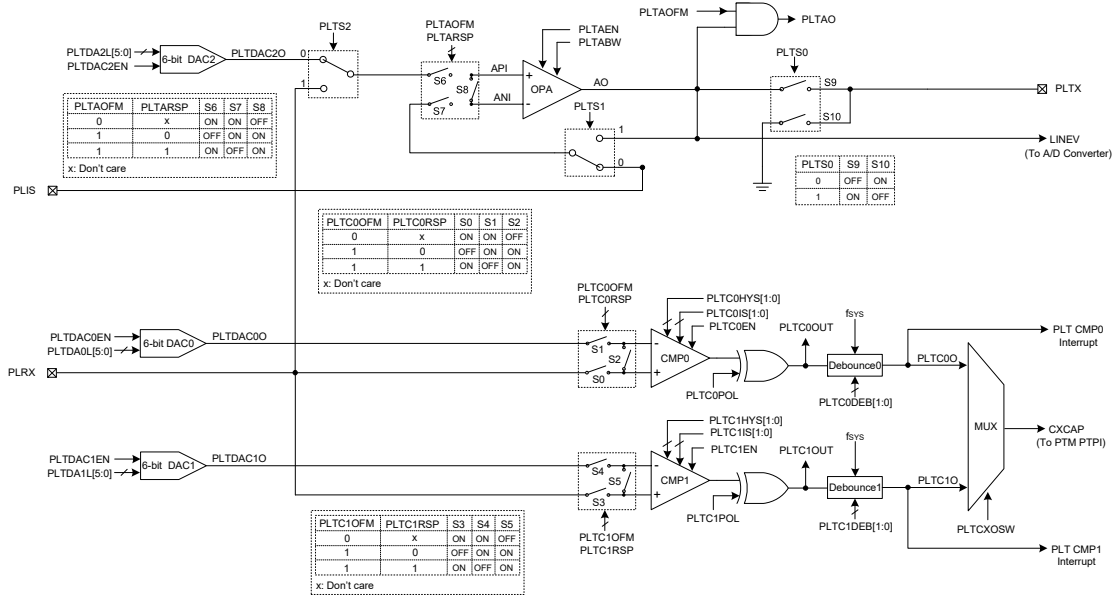 PLTAOFM
PLTAO
PLTS2
PLTAOFM
PLTARSP
PLTAEN
PLTABW
PLTDA2L[5:0]
PLTDAC2EN
6-bit DAC2
PLTDAC2O
0
1
S6
S7
S8
API
ANI
+
-
OPA
AO
PLTS0
S9
S10
PLTX
PLTS1
1
0
LINEV
(To A/D Converter)
PLTAOFM PLTARSP S6 S7 S8
0 x ON ON OFF
1 0 OFF ON ON
1 1 ON OFF ON
x: Don't care
PLTS0 S9 S10
0 OFF ON
1 ON OFF
PLIS
PLTC0OFM PLTC0RSP S0 S1 S2
0 x ON ON OFF
1 0 OFF ON ON
1 1 ON OFF ON
x: Don't care
PLTC0OFM
PLTC0RSP
PLTC0HYS[1:0]
PLTC0IS[1:0]
PLTC0EN
PLTDAC0EN
PLTDA0L[5:0]
6-bit DAC0
PLTDAC0O
S1
S2
S0
-
+
CMP0
PLTC0POL
PLTC0OUT
fSYS
Debounce0
PLTC0DEB[1:0]
PLTC0O
PLT CMP0
Interrupt
PLRX
MUX
CXCAP
(To PTM PTPI)
PLTCXOSW
PLTC1HYS[1:0]
PLTC1IS[1:0]
PLTC1EN
PLTDAC1EN
PLTDA1L[5:0]
6-bit DAC1
PLTDAC1O
S4
S5
S3
-
+
CMP1
PLTC1POL
PLTC1OUT
fSYS
Debounce1
PLTC1DEB[1:0]
PLTC1O
PLTC1OFM
PLTC1RSP
PLT CMP1
Interrupt
PLTC1OFM PLTC1RSP S3 S4 S5
0 x ON ON OFF
1 0 OFF ON ON
1 1 ON OFF ON
x: Don't care